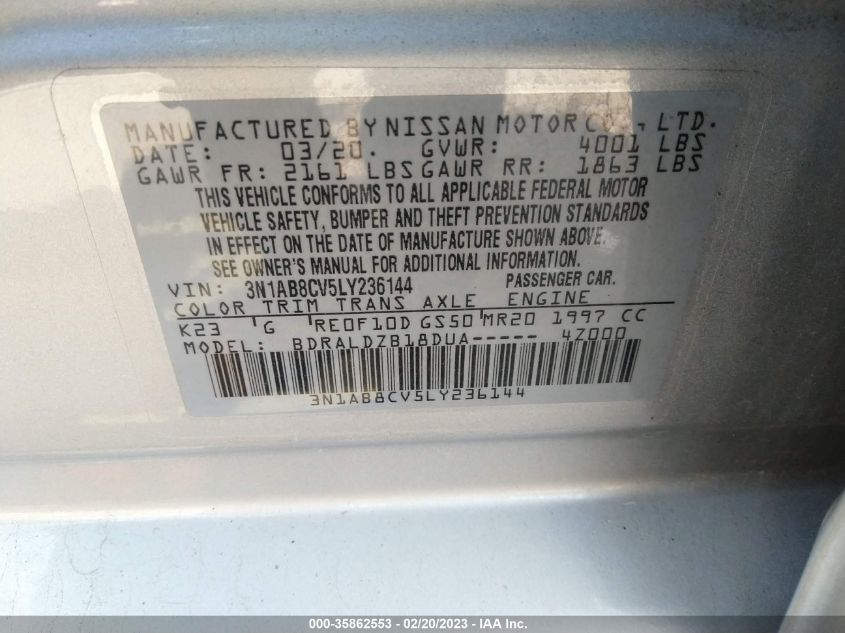 MANUFACTURED BY NISSAN MOTOR CO., LTD.
DATE: 03/20. GVWR: 4001 LBS
GAWR FR: 2161 LBS GAWR RR: 1863 LBS
THIS VEHICLE CONFORMS TO ALL APPLICABLE FEDERAL MOTOR
VEHICLE SAFETY, BUMPER AND THEFT PREVENTION STANDARDS
IN EFFECT ON THE DATE OF MANUFACTURE SHOWN ABOVE.
SEE OWNER'S MANUAL FOR ADDITIONAL INFORMATION.
VIN: 3N1AB8CV5LY236144 PASSENGER CAR.
COLOR TRIM TRANS AXLE ENGINE
K23 G RE0F10D GS50 MR20 1997 CC
MODEL: BDRALDZB18DUA----- 4Z000
3N1AB8CV5LY236144
000-35862553 - 02/20/2023 - IAA Inc.